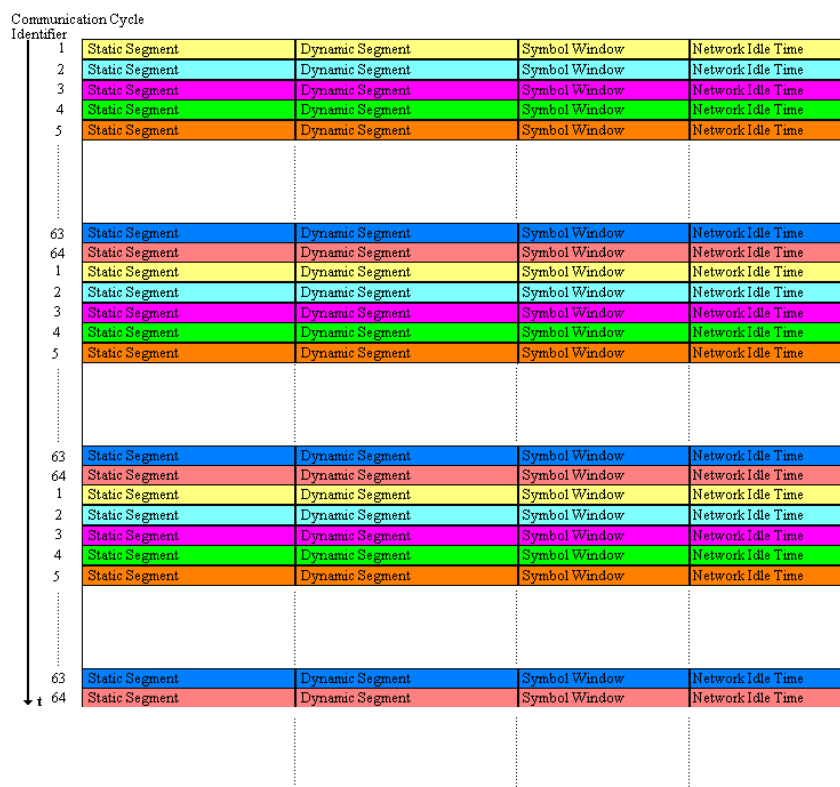 Communication Cycle
Identifier
1 Static Segment Dynamic Segment Symbol Window Network Idle Time
2 Static Segment Dynamic Segment Symbol Window Network Idle Time
3 Static Segment Dynamic Segment Symbol Window Network Idle Time
4 Static Segment Dynamic Segment Symbol Window Network Idle Time
5 Static Segment Dynamic Segment Symbol Window Network Idle Time
63 Static Segment Dynamic Segment Symbol Window Network Idle Time
64 Static Segment Dynamic Segment Symbol Window Network Idle Time
1 Static Segment Dynamic Segment Symbol Window Network Idle Time
2 Static Segment Dynamic Segment Symbol Window Network Idle Time
3 Static Segment Dynamic Segment Symbol Window Network Idle Time
4 Static Segment Dynamic Segment Symbol Window Network Idle Time
5 Static Segment Dynamic Segment Symbol Window Network Idle Time
63 Static Segment Dynamic Segment Symbol Window Network Idle Time
64 Static Segment Dynamic Segment Symbol Window Network Idle Time
1 Static Segment Dynamic Segment Symbol Window Network Idle Time
2 Static Segment Dynamic Segment Symbol Window Network Idle Time
3 Static Segment Dynamic Segment Symbol Window Network Idle Time
4 Static Segment Dynamic Segment Symbol Window Network Idle Time
5 Static Segment Dynamic Segment Symbol Window Network Idle Time
63 Static Segment Dynamic Segment Symbol Window Network Idle Time
t 64 Static Segment Dynamic Segment Symbol Window Network Idle Time